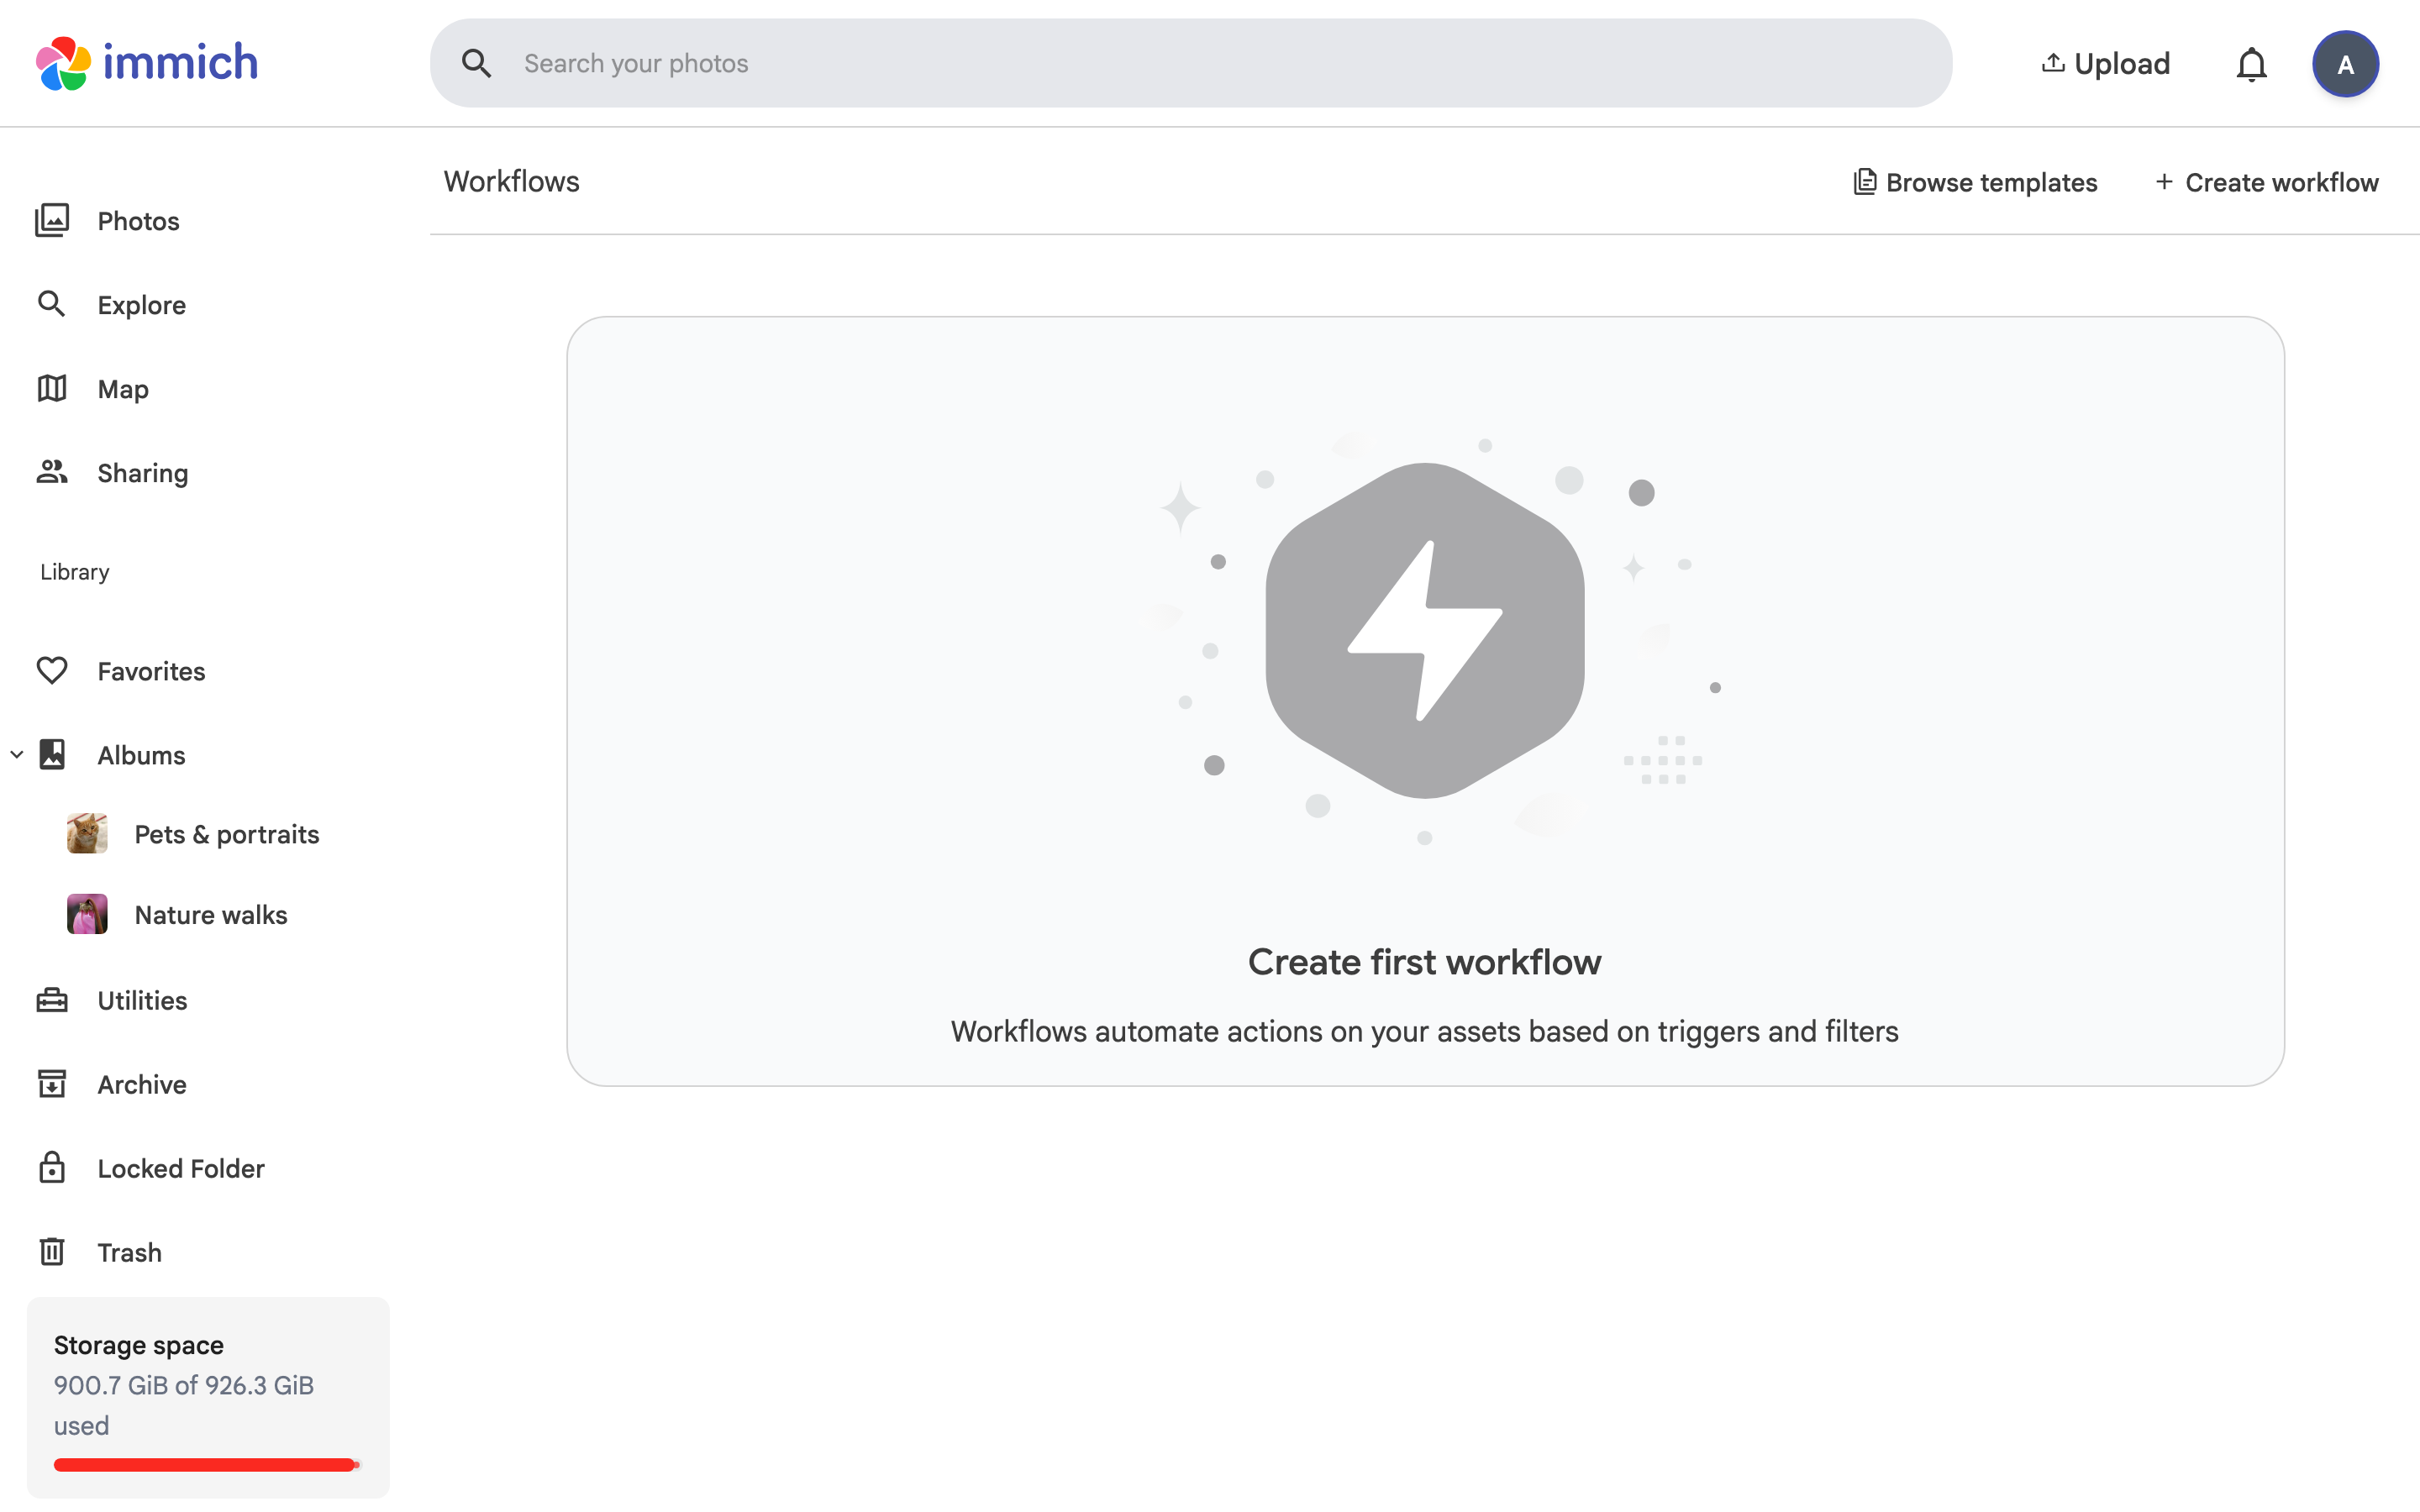 immich
Search your photos
Upload
A
Workflows
Browse templates
Create workflow
Photos
Explore
Map
Sharing
Library
Favorites
Albums
Pets & portraits
Nature walks
Utilities
Archive
Locked Folder
Trash
Storage space
900.7 GiB of 926.3 GiB
used
Create first workflow
Workflows automate actions on your assets based on triggers and filters